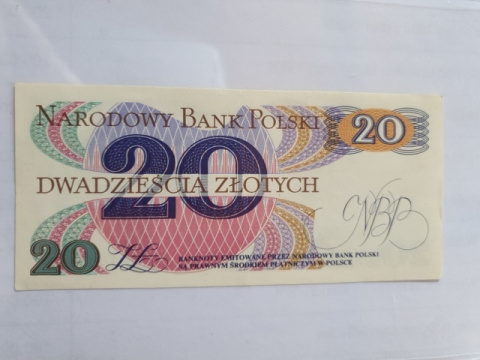 NARODOWY BANK POLSKI
20
20
DWADZIEŚCIA ZŁOTYCH
NBP
20
BANKNOTY EMITOWANE PRZEZ NARODOWY BANK POLSKI
SĄ PRAWNYM ŚRODKIEM PŁATNICZYM W POLSCE